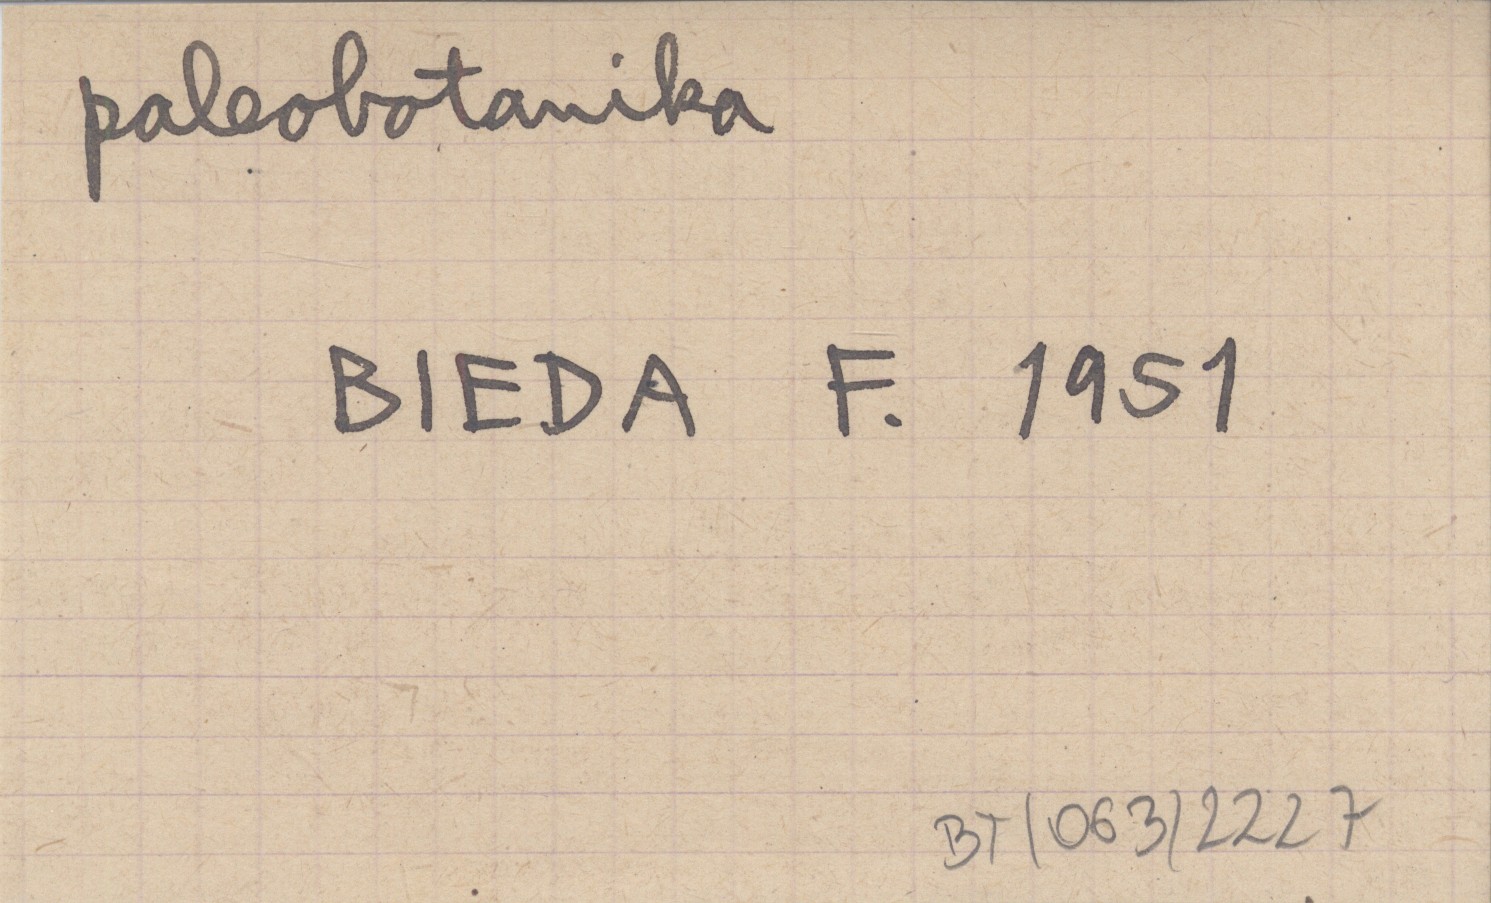 paleobotanika
BIEDA F. 1951
BT(063)2227